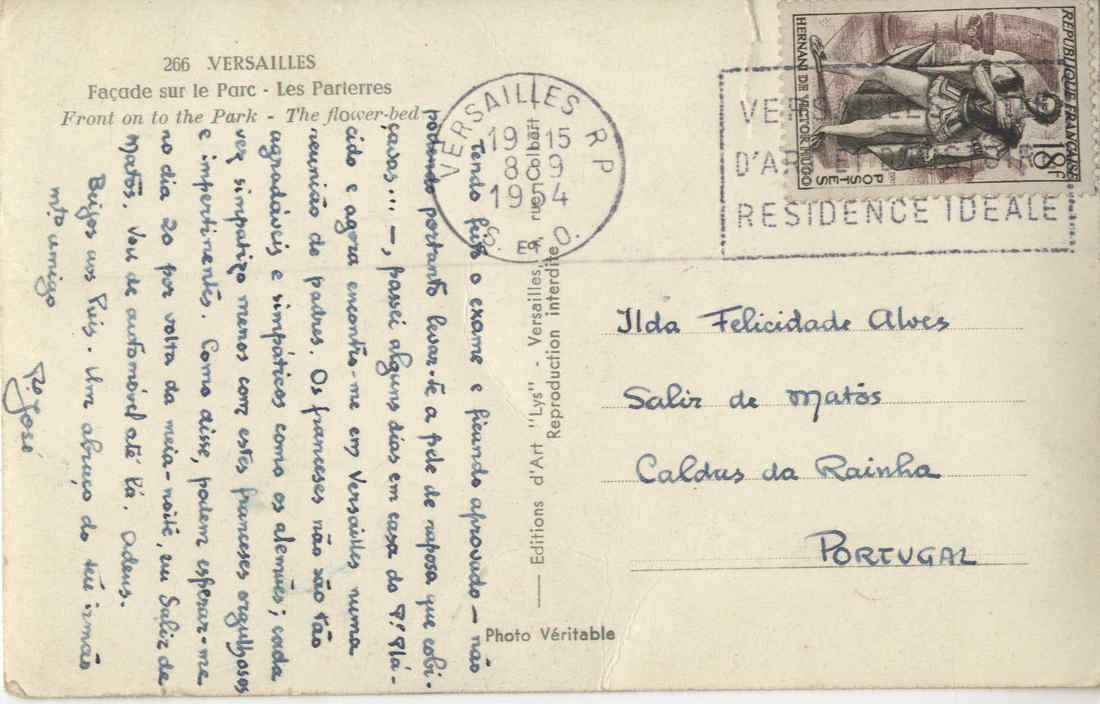 266 VERSAILLES
Façade sur le Parc - Les Parterres
Front on to the Park - The flower-bed
Tendo feito o exame e ficando aprovado — não
portanto levar-te a pele de raposa que cobi-
çavas... —, passei alguns dias em casa do P.e Plá-
cido e agora encontro-me em Versailles numa
reunião de padres. Os franceses não são tão
agradáveis e simpáticos como os alemães; cada
vez simpatizo menos com estes franceses orgulhosos
e impertinentes. Como disse, podem esperar-me
no dia 20 por volta da meia-noite, em Salir de
Matos. Vou de automóvel até lá. Adeus.
Beijos aos Pais. Um abraço do teu irmão
mto amigo
P.e José
Editions d'Art "Lys" - Versailles, rue Colbert
Reproduction interdite
Photo Véritable
VERSAILLES R P
19 15
8 9
1954
S. O.
VERS
D'AR
RESIDENCE IDEALE
REPUBLIQUE FRANÇAISE
18F
POSTES
HERNANI DE VICTOR HUGO
Ilda Felicidade Alves
Salir de Matos
Caldas da Rainha
PORTUGAL